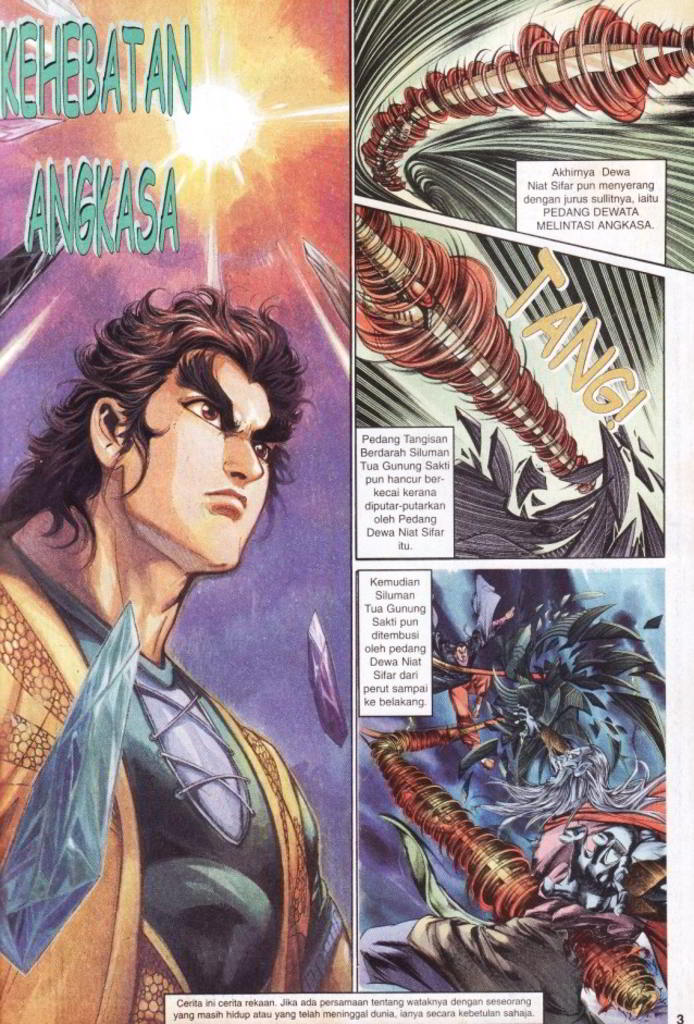 KEHEBATAN
ANGKASA
Akhirnya Dewa
Niat Sifar pun menyerang
dengan jurus sullitnya, iaitu
PEDANG DEWATA
MELINTASI ANGKASA.
TANG!
Pedang Tangisan
Berdarah Siluman
Tua Gunung Sakti
pun hancur ber-
kecai kerana
diputar-putarkan
oleh Pedang
Dewa Niat Sifar
itu.
Kemudian
Siluman
Tua Gunung
Sakti pun
ditembusi
oleh pedang
Dewa Niat
Sifar dari
perut sampai
ke belakang.
Cerita ini cerita rekaan. Jika ada persamaan tentang wataknya dengan seseorang
yang masih hidup atau yang telah meninggal dunia, ianya secara kebetulan sahaja.
3